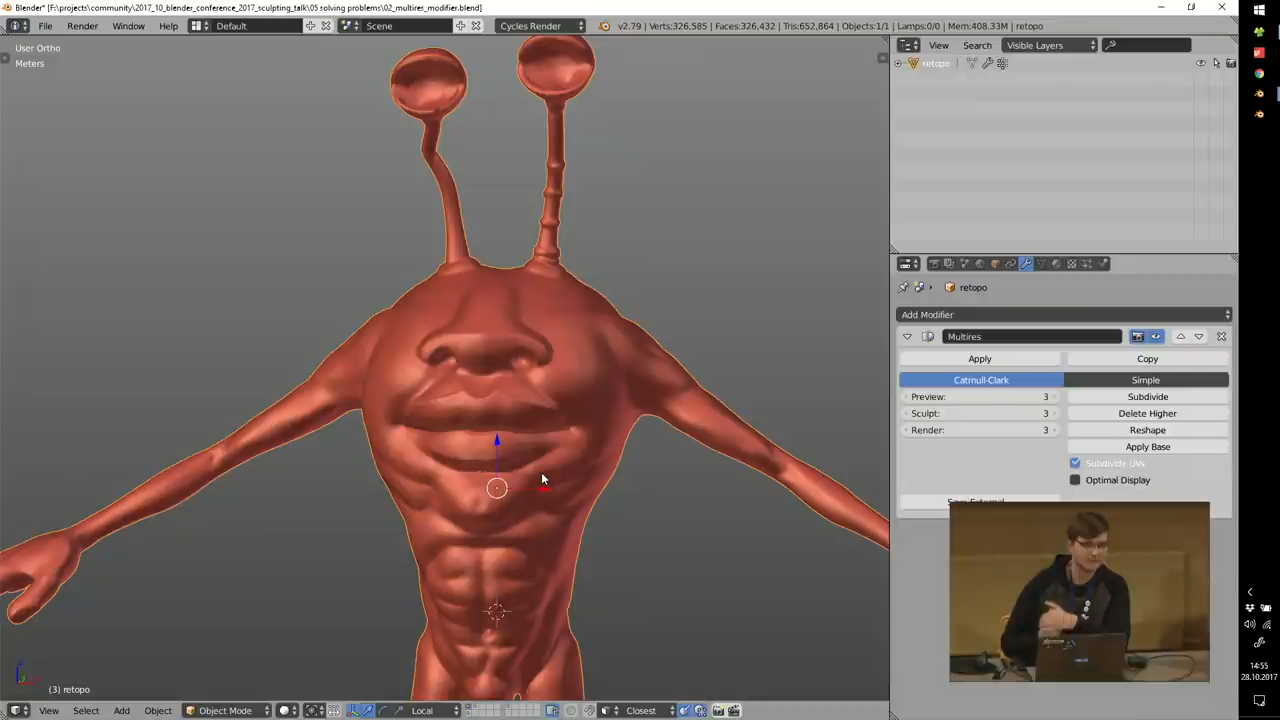 Blender* [F:\projects\community\2017_10_blender_conference_2017_sculpting_talk\05 solving problems\02_multires_modifier.blend]
File Render Window Help Default Scene Cycles Render v2.79 | Verts:326,585 | Faces:326,432 | Tris:652,864 | Objects:1/1 | Lamps:0/0 | Mem:408.33M | retopo
User Ortho
Meters
View Search Visible Layers
retopo
retopo
Add Modifier
Multires
Apply Copy
Catmull-Clark Simple
Preview: 3 Subdivide
Sculpt: 3 Delete Higher
Render: 3 Reshape
Apply Base
Subdivide UVs
Optimal Display
Save External
(3) retopo
View Select Add Object Object Mode Local Closest
14:55
28.10.2017